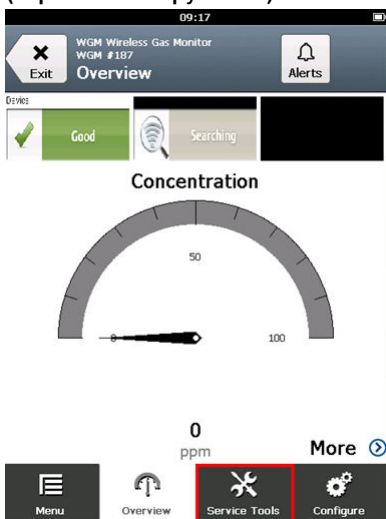 09:17
WGM Wireless Gas Monitor
WGM #187
Overview
Exit
Alerts
Device
Good
Searching
Concentration
50
0
100
0
ppm
More
Menu
Overview
Service Tools
Configure